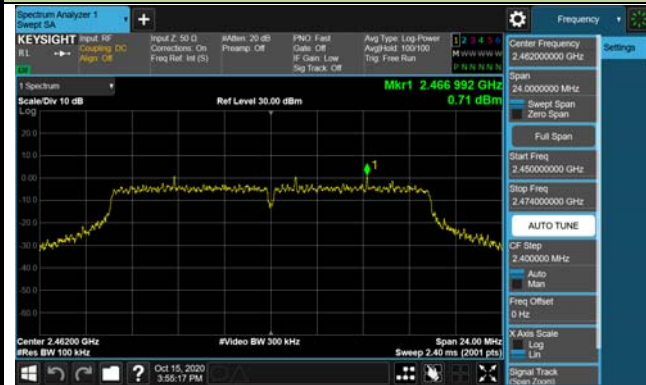 Spectrum Analyzer 1
Swept SA
+
Frequency
KEYSIGHT
RL
Input: RF
Coupling: DC
Align: Off
Input Z: 50 Ω
Corrections: On
Freq Ref: Int (S)
#Atten: 20 dB
Preamp: Off
PNO: Fast
Gate: Off
IF Gain: Low
Sig Track: Off
Avg Type: Log-Power
Avg|Hold: 100/100
Trig: Free Run
1 2 3 4 5 6
M W W W W W
P N N N N N
1 Spectrum
Scale/Div 10 dB
Log
Ref Level 30.00 dBm
Mkr1 2.466 992 GHz
0.71 dBm
20.0
10.0
0.00
-10.0
-20.0
-30.0
-40.0
-50.0
-60.0
1
Center 2.46200 GHz
#Res BW 100 kHz
#Video BW 300 kHz
Span 24.00 MHz
Sweep 2.40 ms (2001 pts)
Oct 15, 2020
3:55:17 PM
Center Frequency
2.462000000 GHz
Settings
Span
24.0000000 MHz
Swept Span
Zero Span
Full Span
Start Freq
2.450000000 GHz
Stop Freq
2.474000000 GHz
AUTO TUNE
CF Step
2.400000 MHz
Auto
Man
Freq Offset
0 Hz
X Axis Scale
Log
Lin
Signal Track
(Span Zoom)